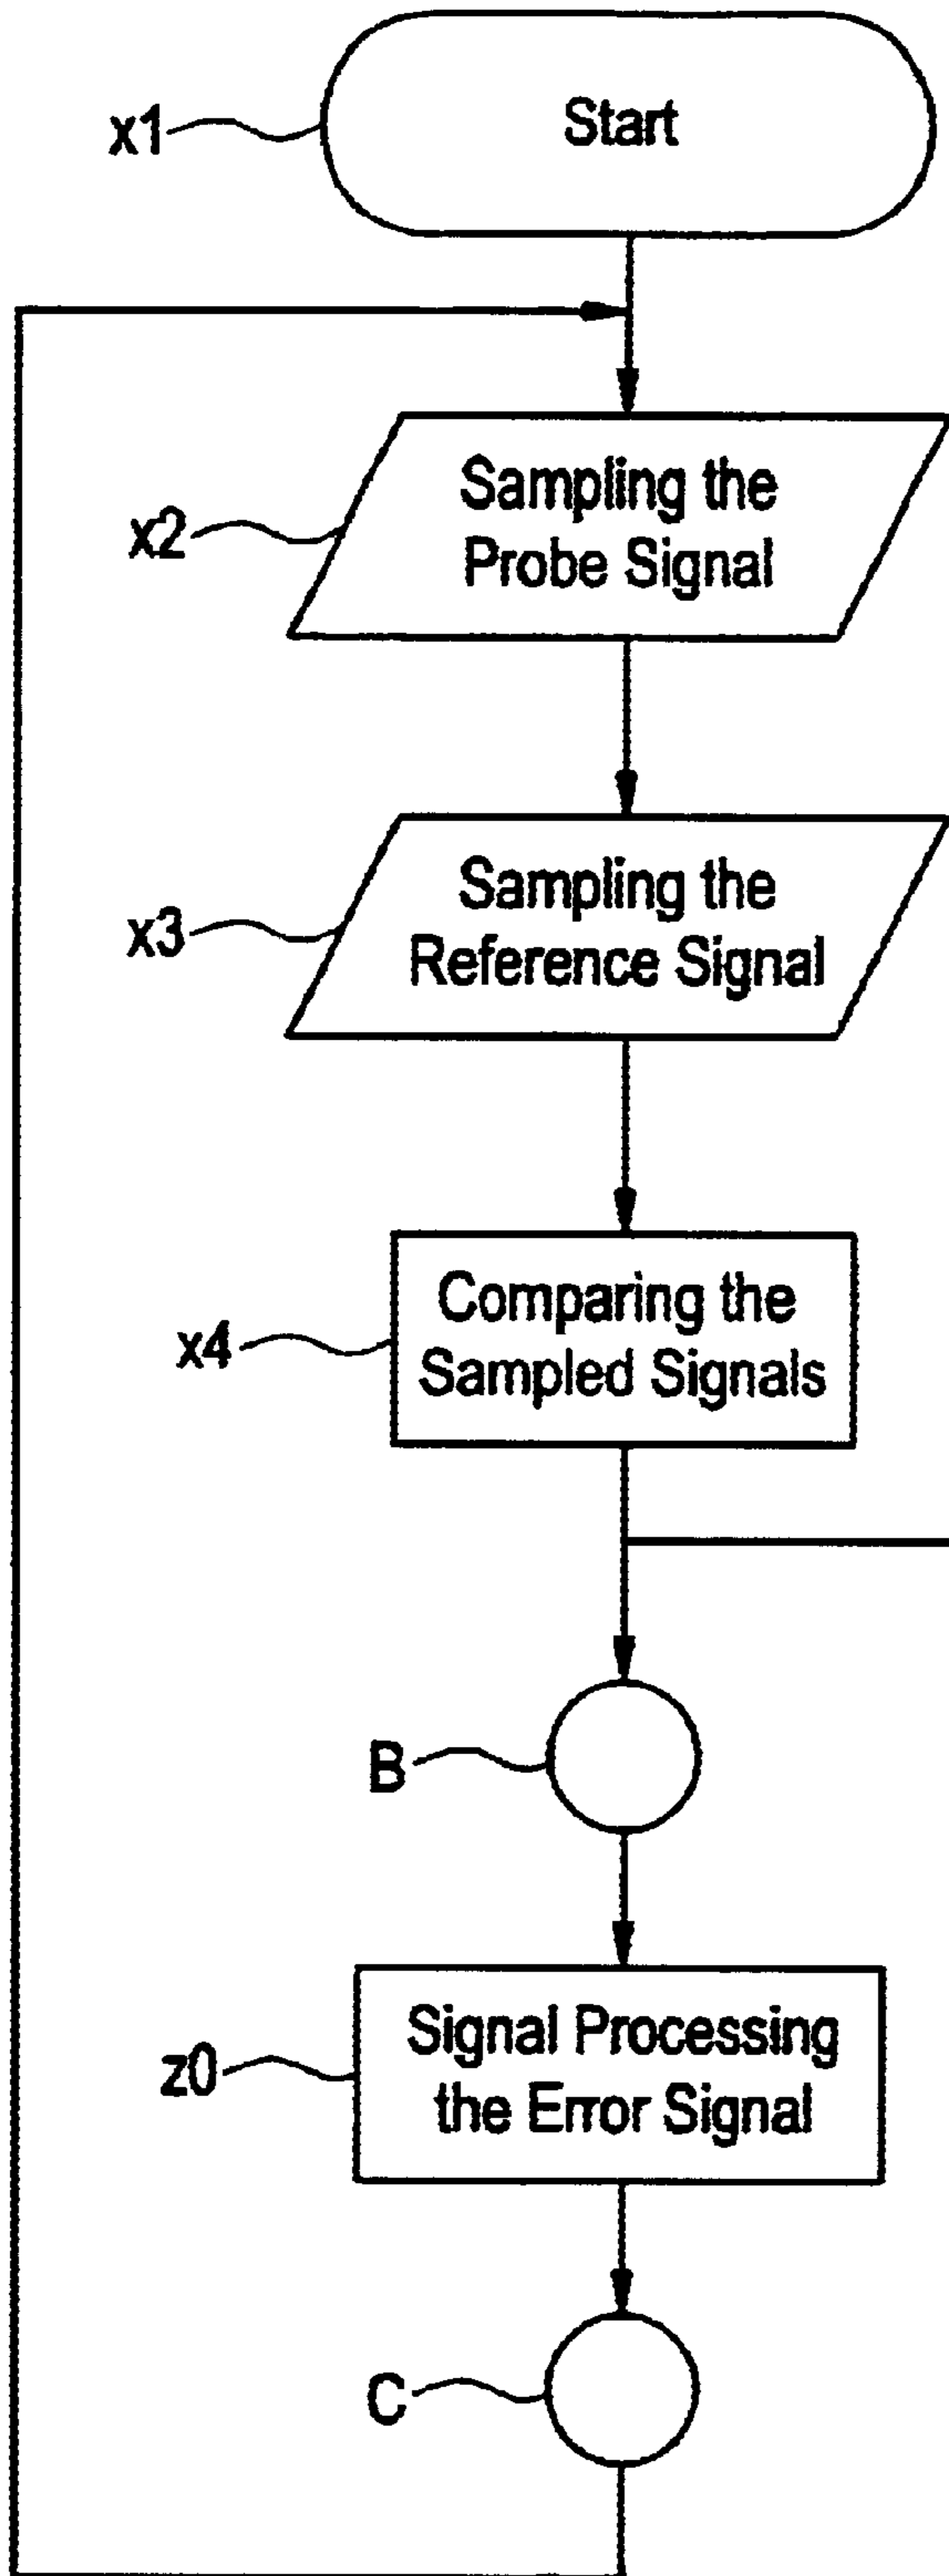 x1
Start
x2
Sampling the
Probe Signal
x3
Sampling the
Reference Signal
x4
Comparing the
Sampled Signals
B
z0
Signal Processing
the Error Signal
C